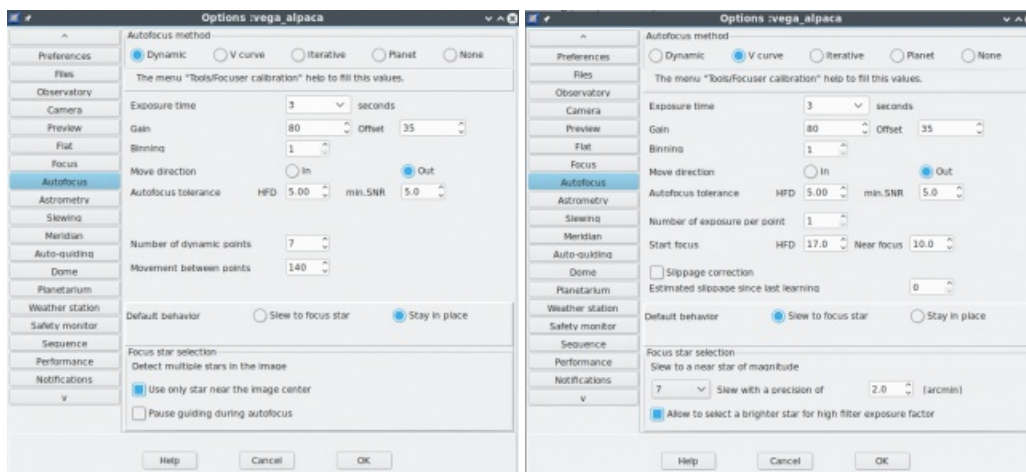 Options :vega_alpaca
Preferences
Files
Observatory
Camera
Preview
Flat
Focus
Autofocus
Astrometry
Slewing
Meridian
Auto-guiding
Dome
Planetarium
Weather station
Safety monitor
Sequence
Performance
Notifications
Autofocus method
Dynamic V curve Iterative Planet None
The menu "Tools/Focuser calibration" help to fill this values.
Exposure time 3 seconds
Gain 80 Offset 35
Binning 1
Move direction In Out
Autofocus tolerance HFD 5.00 min.SNR 5.0
Number of dynamic points 7
Movement between points 140
Default behavior Slew to focus star Stay in place
Focus star selection
Detect multiple stars in the image
Use only star near the image center
Pause guiding during autofocus
Help Cancel OK
Options :vega_alpaca
Preferences
Files
Observatory
Camera
Preview
Flat
Focus
Autofocus
Astrometry
Slewing
Meridian
Auto-guiding
Dome
Planetarium
Weather station
Safety monitor
Sequence
Performance
Notifications
Autofocus method
Dynamic V curve Iterative Planet None
The menu "Tools/Focuser calibration" help to fill this values.
Exposure time 3 seconds
Gain 80 Offset 35
Binning 1
Move direction In Out
Autofocus tolerance HFD 5.00 min.SNR 5.0
Number of exposure per point 1
Start focus HFD 17.0 Near focus 10.0
Slippage correction
Estimated slippage since last learning 0
Default behavior Slew to focus star Stay in place
Focus star selection
Slew to a near star of magnitude
7 Slew with a precision of 2.0 (arcmin)
Allow to select a brighter star for high filter exposure factor
Help Cancel OK